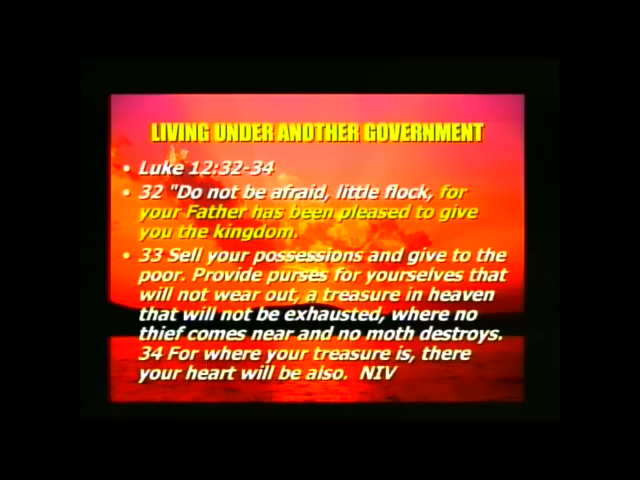 LIVING UNDER ANOTHER GOVERNMENT
• Luke 12:32-34
• 32 "Do not be afraid, little flock, for
your Father has been pleased to give
you the kingdom.
• 33 Sell your possessions and give to the
poor. Provide purses for yourselves that
will not wear out, a treasure in heaven
that will not be exhausted, where no
thief comes near and no moth destroys.
34 For where your treasure is, there
your heart will be also. NIV